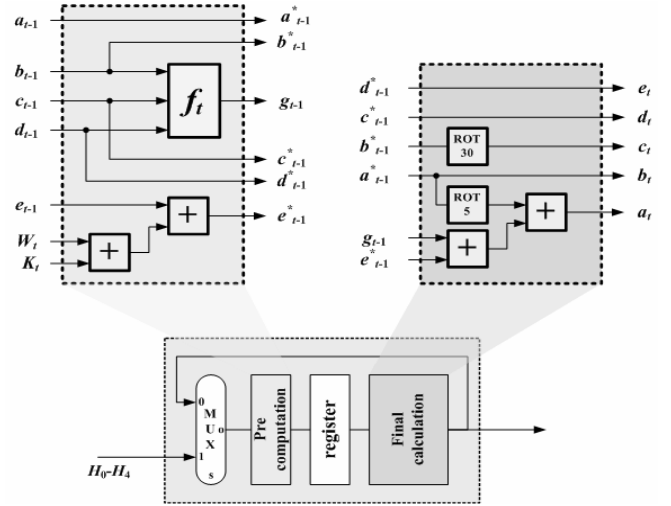 a_{t-1}
a^*_{t-1}
b^*_{t-1}
b_{t-1}
c_{t-1}
f_t
g_{t-1}
d_{t-1}
c^*_{t-1}
d^*_{t-1}
e_{t-1}
+
e^*_{t-1}
W_t
+
K_t
d^*_{t-1}
e_t
c^*_{t-1}
d_t
b^*_{t-1}
ROT
30
c_t
a^*_{t-1}
b_t
ROT
5
+
a_t
g_{t-1}
+
e^*_{t-1}
0
M
U o
X
1
s
H_0-H_4
Pre
computation
register
Final
calculation